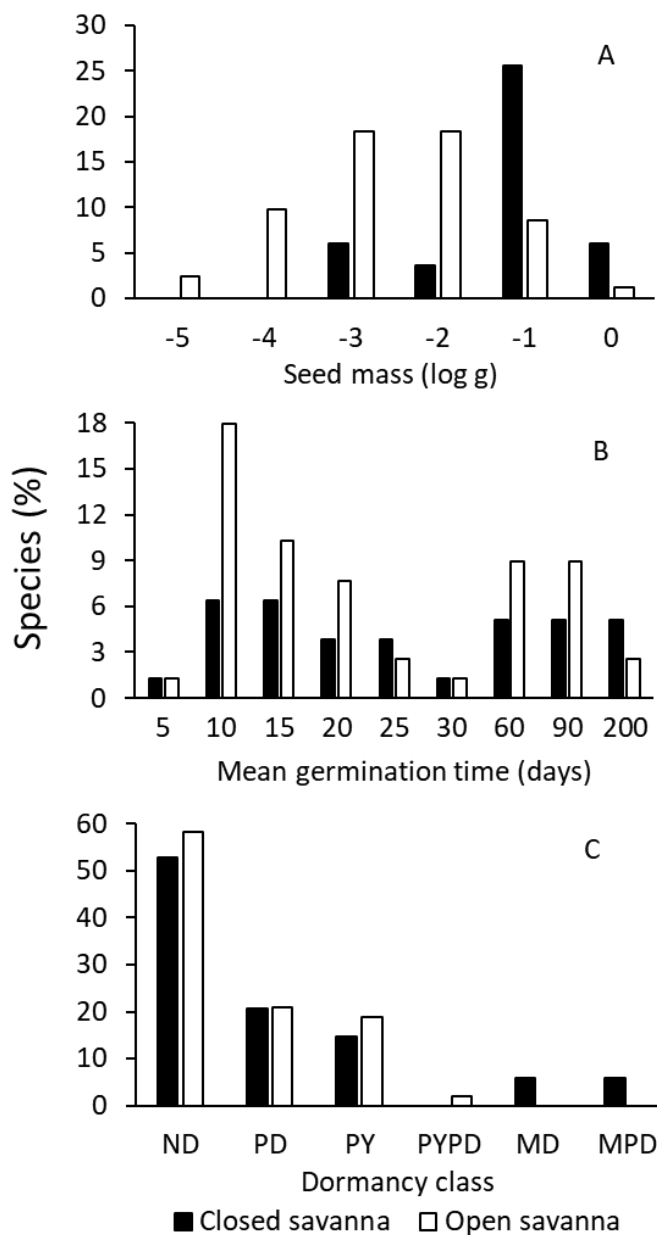 30
25
20
15
10
5
0
A
-5 -4 -3 -2 -1 0
Seed mass (log g)
Species (%)
18
15
12
9
6
3
0
B
5 10 15 20 25 30 60 90 200
Mean germination time (days)
60
50
40
30
20
10
0
C
ND PD PY PYPD MD MPD
Dormancy class
Closed savanna Open savanna